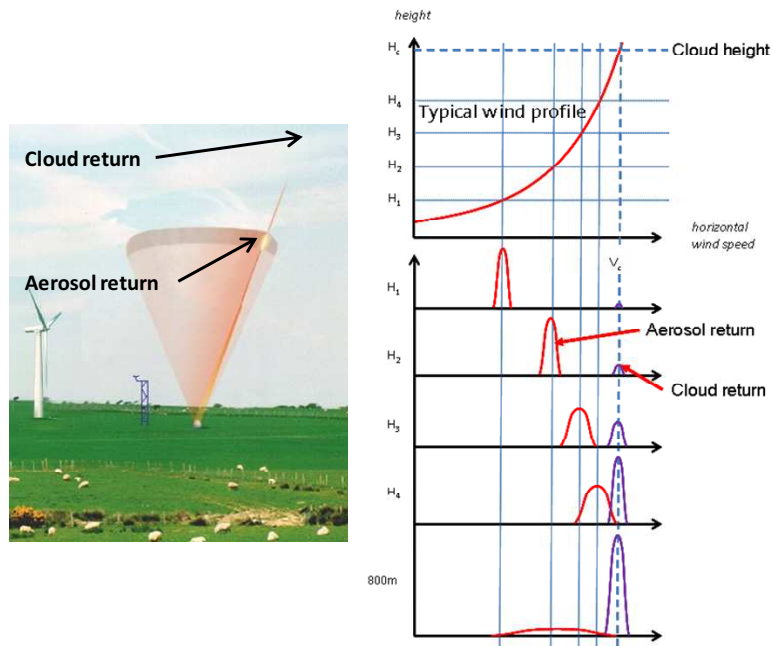 Cloud return
Aerosol return
height
Hc
Cloud height
H4
Typical wind profile
H3
H2
H1
horizontal
wind speed
Vc
H1
Aerosol return
H2
Cloud return
H3
H4
800m